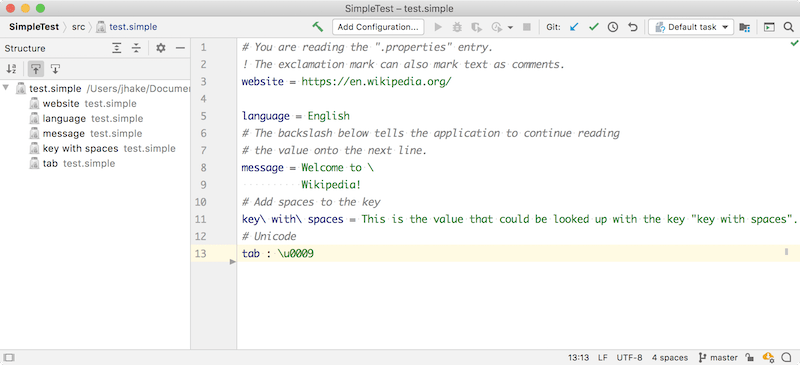 SimpleTest – test.simple
SimpleTest src test.simple Add Configuration... Git: Default task
Structure
test.simple /Users/jhake/Docume
website test.simple
language test.simple
message test.simple
key with spaces test.simple
tab test.simple
1 # You are reading the ".properties" entry.
2 ! The exclamation mark can also mark text as comments.
3 website = https://en.wikipedia.org/
4
5 language = English
6 # The backslash below tells the application to continue reading
7 # the value onto the next line.
8 message = Welcome to \
9 Wikipedia!
10 # Add spaces to the key
11 key\ with\ spaces = This is the value that could be looked up with the key "key with spaces".
12 # Unicode
13 tab : \u0009
13:13 LF UTF-8 4 spaces master